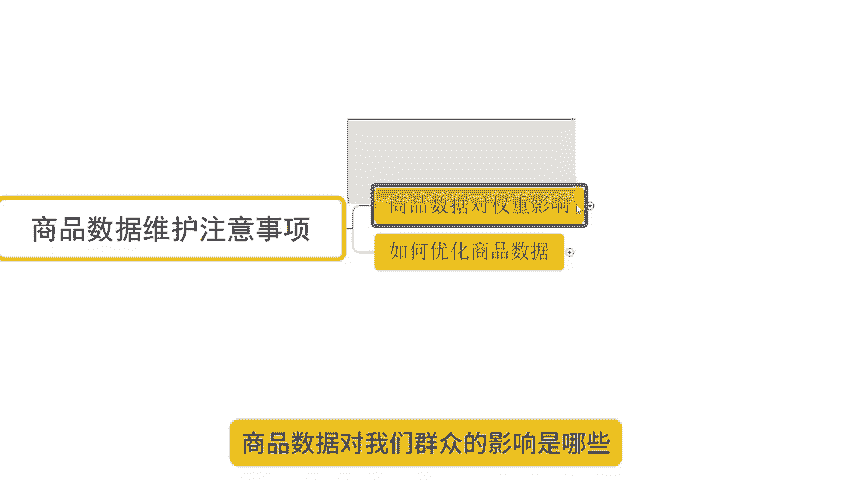 商品数据对权重影响
商品数据维护注意事项
如何优化商品数据
商品数据对我们群众的影响是哪些